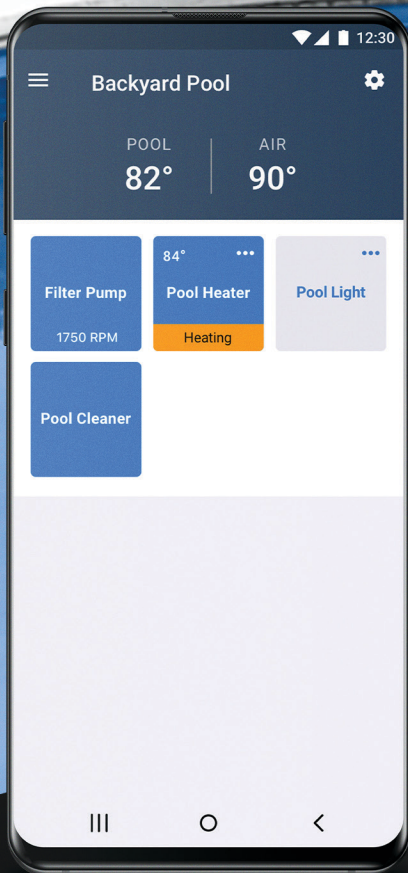 12:30
Backyard Pool
POOL AIR
82° 90°
84°
Filter Pump Pool Heater Pool Light
1750 RPM Heating
Pool Cleaner